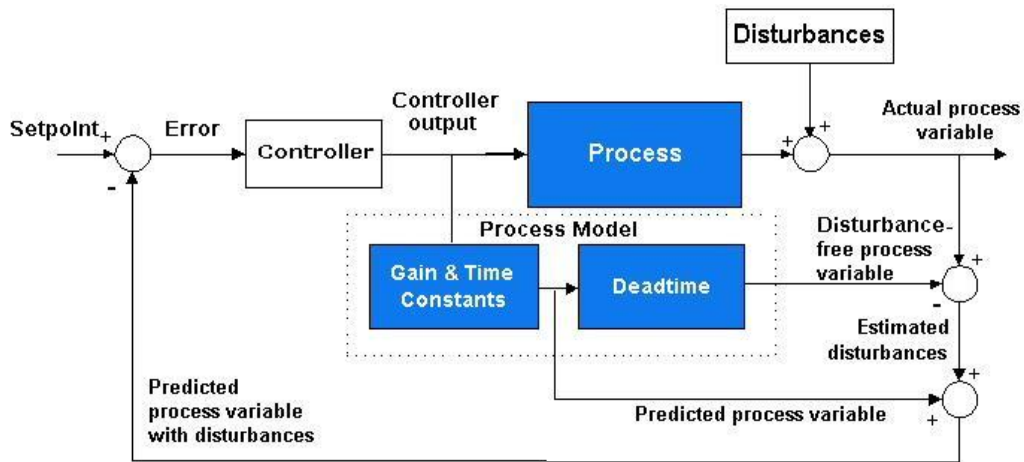 Disturbances
Setpoint
+
-
Error
Controller
Controller
output
Process
+
+
Actual process
variable
Process Model
Gain & Time
Constants
Deadtime
Disturbance-
free process
variable
+
-
Estimated
disturbances
+
+
Predicted process variable
Predicted
process variable
with disturbances